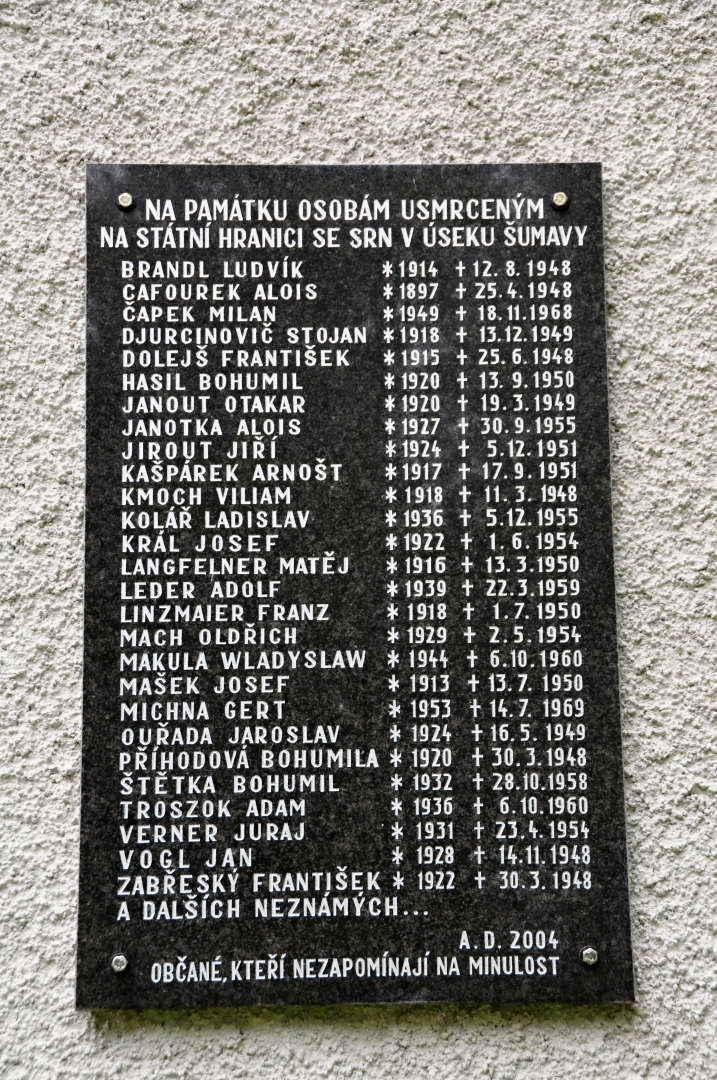 NA PAMÁTKU OSOBÁM USMRCENÝM
NA STÁTNÍ HRANICI SE SRN V ÚSEKU ŠUMAVY
BRANDL LUDVÍK * 1914 † 12. 8. 1948
CAFOUREK ALOIS * 1897 † 25. 4. 1948
ČAPEK MILAN * 1949 † 18. 11. 1968
DJURCINOVIČ STOJAN * 1918 † 13. 12. 1949
DOLEJŠ FRANTIŠEK * 1915 † 25. 6. 1948
HASIL BOHUMIL * 1920 † 13. 9. 1950
JANOUT OTAKAR * 1920 † 19. 3. 1949
JANOTKA ALOIS * 1927 † 30. 9. 1955
JIROUT JIŘÍ * 1924 † 5. 12. 1951
KAŠPÁREK ARNOŠT * 1917 † 17. 9. 1951
KMOCH VILIAM * 1918 † 11. 3. 1948
KOLÁŘ LADISLAV * 1936 † 5. 12. 1955
KRÁL JOSEF * 1922 † 1. 6. 1954
LANGFELNER MATĚJ * 1916 † 13. 3. 1950
LEDER ADOLF * 1939 † 22. 3. 1959
LINZMAIER FRANZ * 1918 † 1. 7. 1950
MACH OLDŘICH * 1929 † 2. 5. 1954
MAKULA WLADYSLAW * 1944 † 6. 10. 1960
MAŠEK JOSEF * 1913 † 13. 7. 1950
MICHNA GERT * 1953 † 14. 7. 1969
OUŘADA JAROSLAV * 1924 † 16. 5. 1949
PŘÍHODOVÁ BOHUMILA * 1920 † 30. 3. 1948
ŠTĚTKA BOHUMIL * 1932 † 28. 10. 1958
TROSZOK ADAM * 1936 † 6. 10. 1960
VERNER JURAJ * 1931 † 23. 4. 1954
VOGL JAN * 1928 † 14. 11. 1948
ZABŘESKÝ FRANTIŠEK * 1922 † 30. 3. 1948
A DALŠÍCH NEZNÁMÝCH...
A. D. 2004
OBČANÉ, KTEŘÍ NEZAPOMÍNAJÍ NA MINULOST